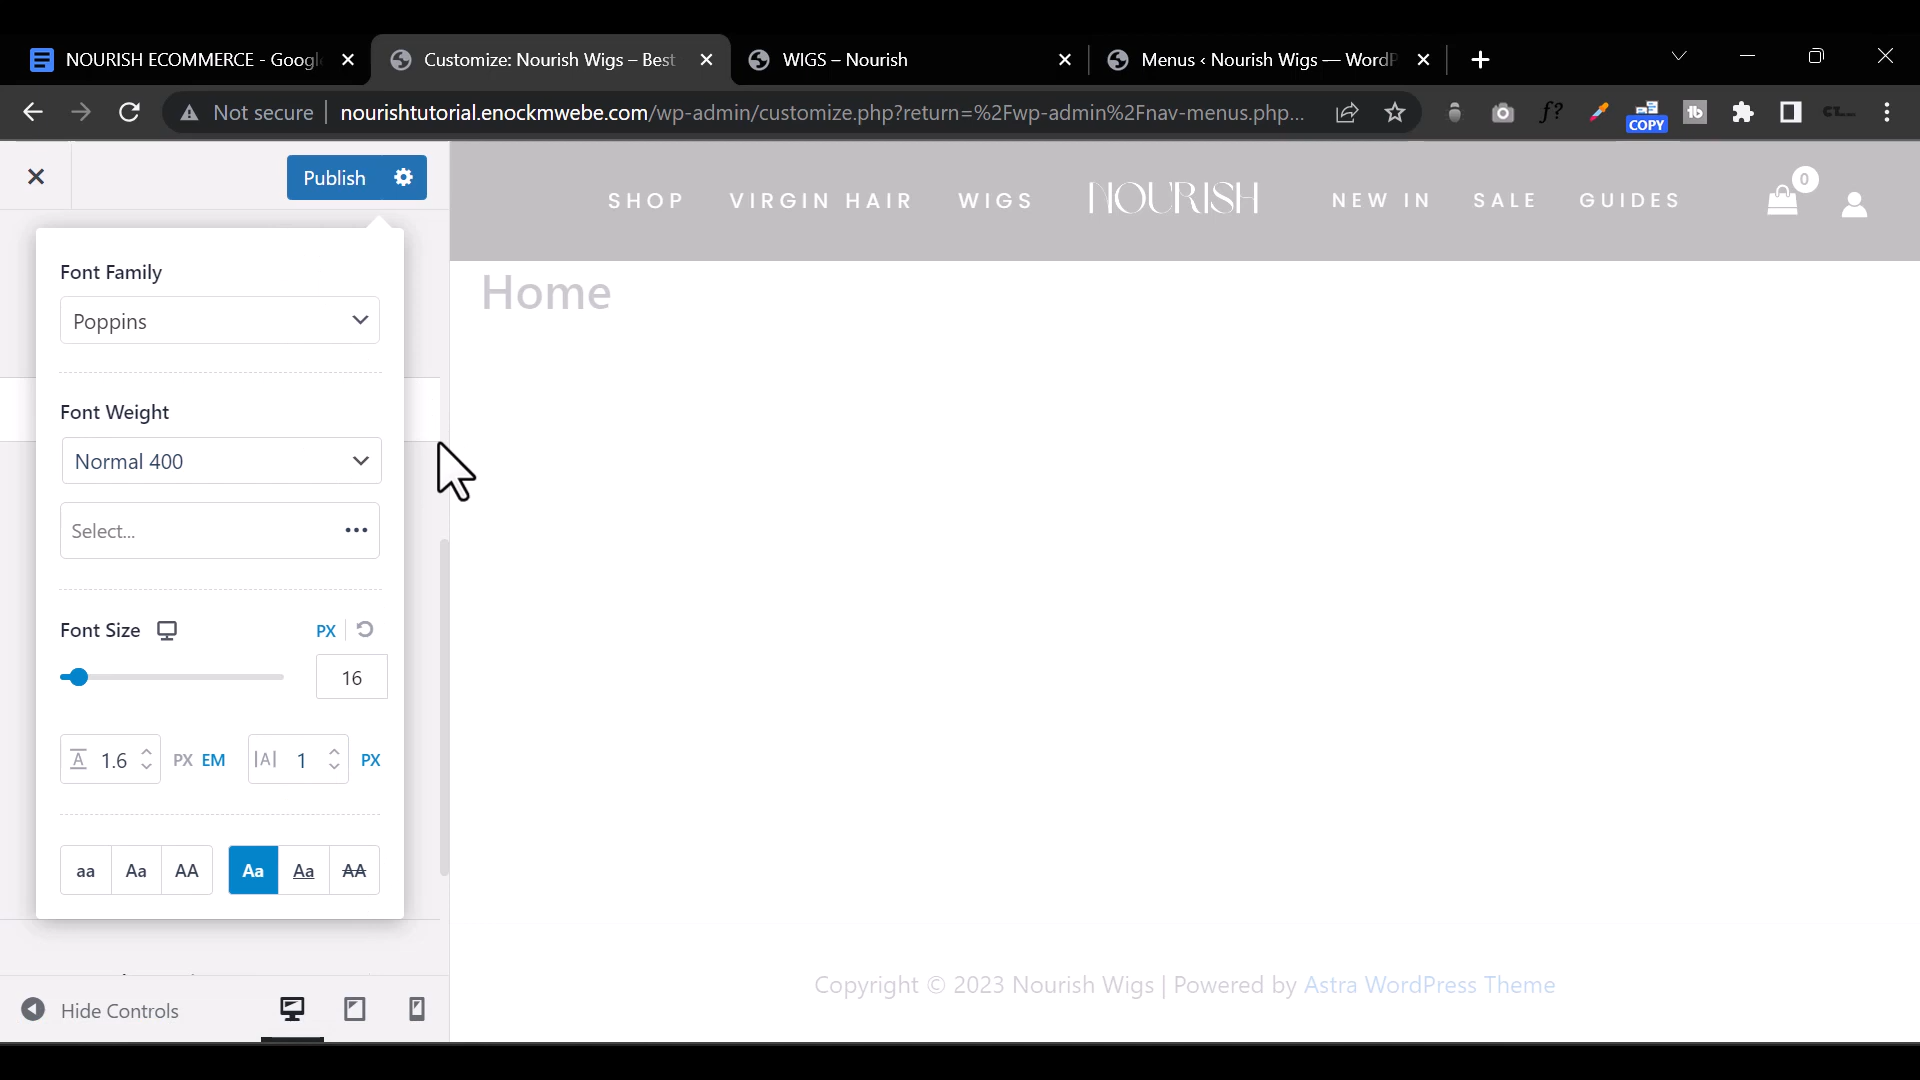 NOURISH ECOMMERCE - Googl
Customize: Nourish Wigs – Best
WIGS – Nourish
Menus ‹ Nourish Wigs — WordP
Not secure
nourishtutorial.enockmwebe.com/wp-admin/customize.php?return=%2Fwp-admin%2Fnav-menus.php...
f?
COPY
Publish
SHOP VIRGIN HAIR WIGS NOURISH NEW IN SALE GUIDES 0
Home
Font Family
Poppins
Font Weight
Normal 400
Select...
Font Size PX
16
A 1.6 PX EM |A| 1 PX
aa Aa AA Aa Aa AA
Copyright © 2023 Nourish Wigs | Powered by Astra WordPress Theme
Hide Controls